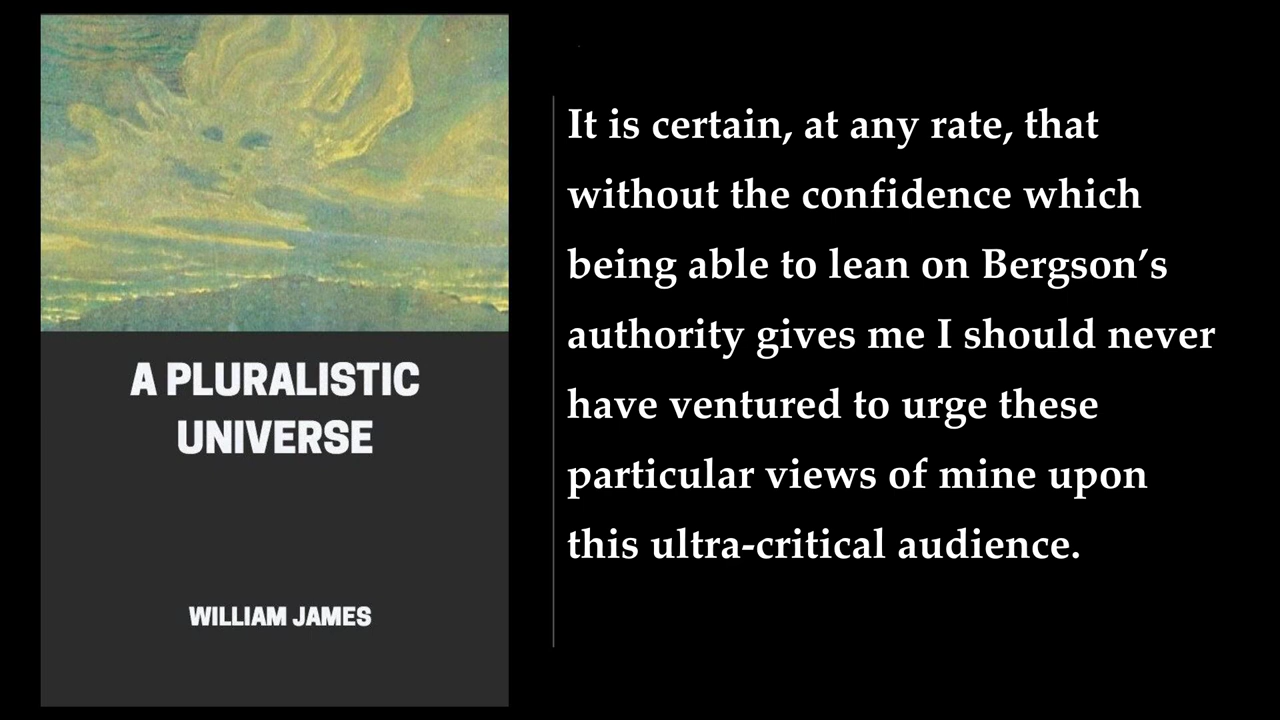 A PLURALISTIC
UNIVERSE
WILLIAM JAMES
It is certain, at any rate, that
without the confidence which
being able to lean on Bergson’s
authority gives me I should never
have ventured to urge these
particular views of mine upon
this ultra-critical audience.